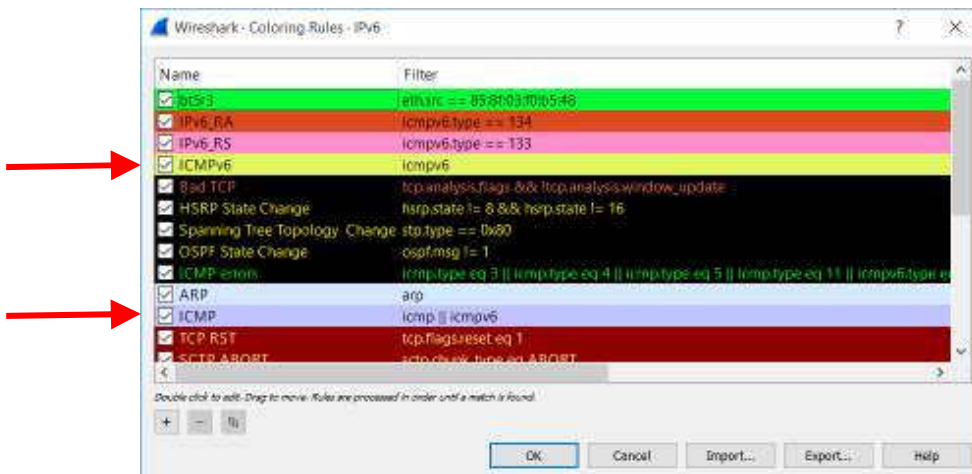 Wireshark · Coloring Rules · IPv6
Name Filter
bt5r3 eth.src == 85:8f:03:f0:b5:48
IPv6_RA icmpv6.type == 134
IPv6_RS icmpv6.type == 133
ICMPv6 icmpv6
Bad TCP tcp.analysis.flags && !tcp.analysis.window_update
HSRP State Change hsrp.state != 8 && hsrp.state != 16
Spanning Tree Topology Change stp.type == 0x80
OSPF State Change ospf.msg != 1
ICMP errors icmp.type eq 3 || icmp.type eq 4 || icmp.type eq 5 || icmp.type eq 11 || icmpv6.type
ARP arp
ICMP icmp || icmpv6
TCP RST tcp.flags.reset eq 1
SCTP ABORT sctp.chunk_type eq ABORT
Double click to edit. Drag to move. Rules are processed in order until a match is found.
OK Cancel Import... Export... Help